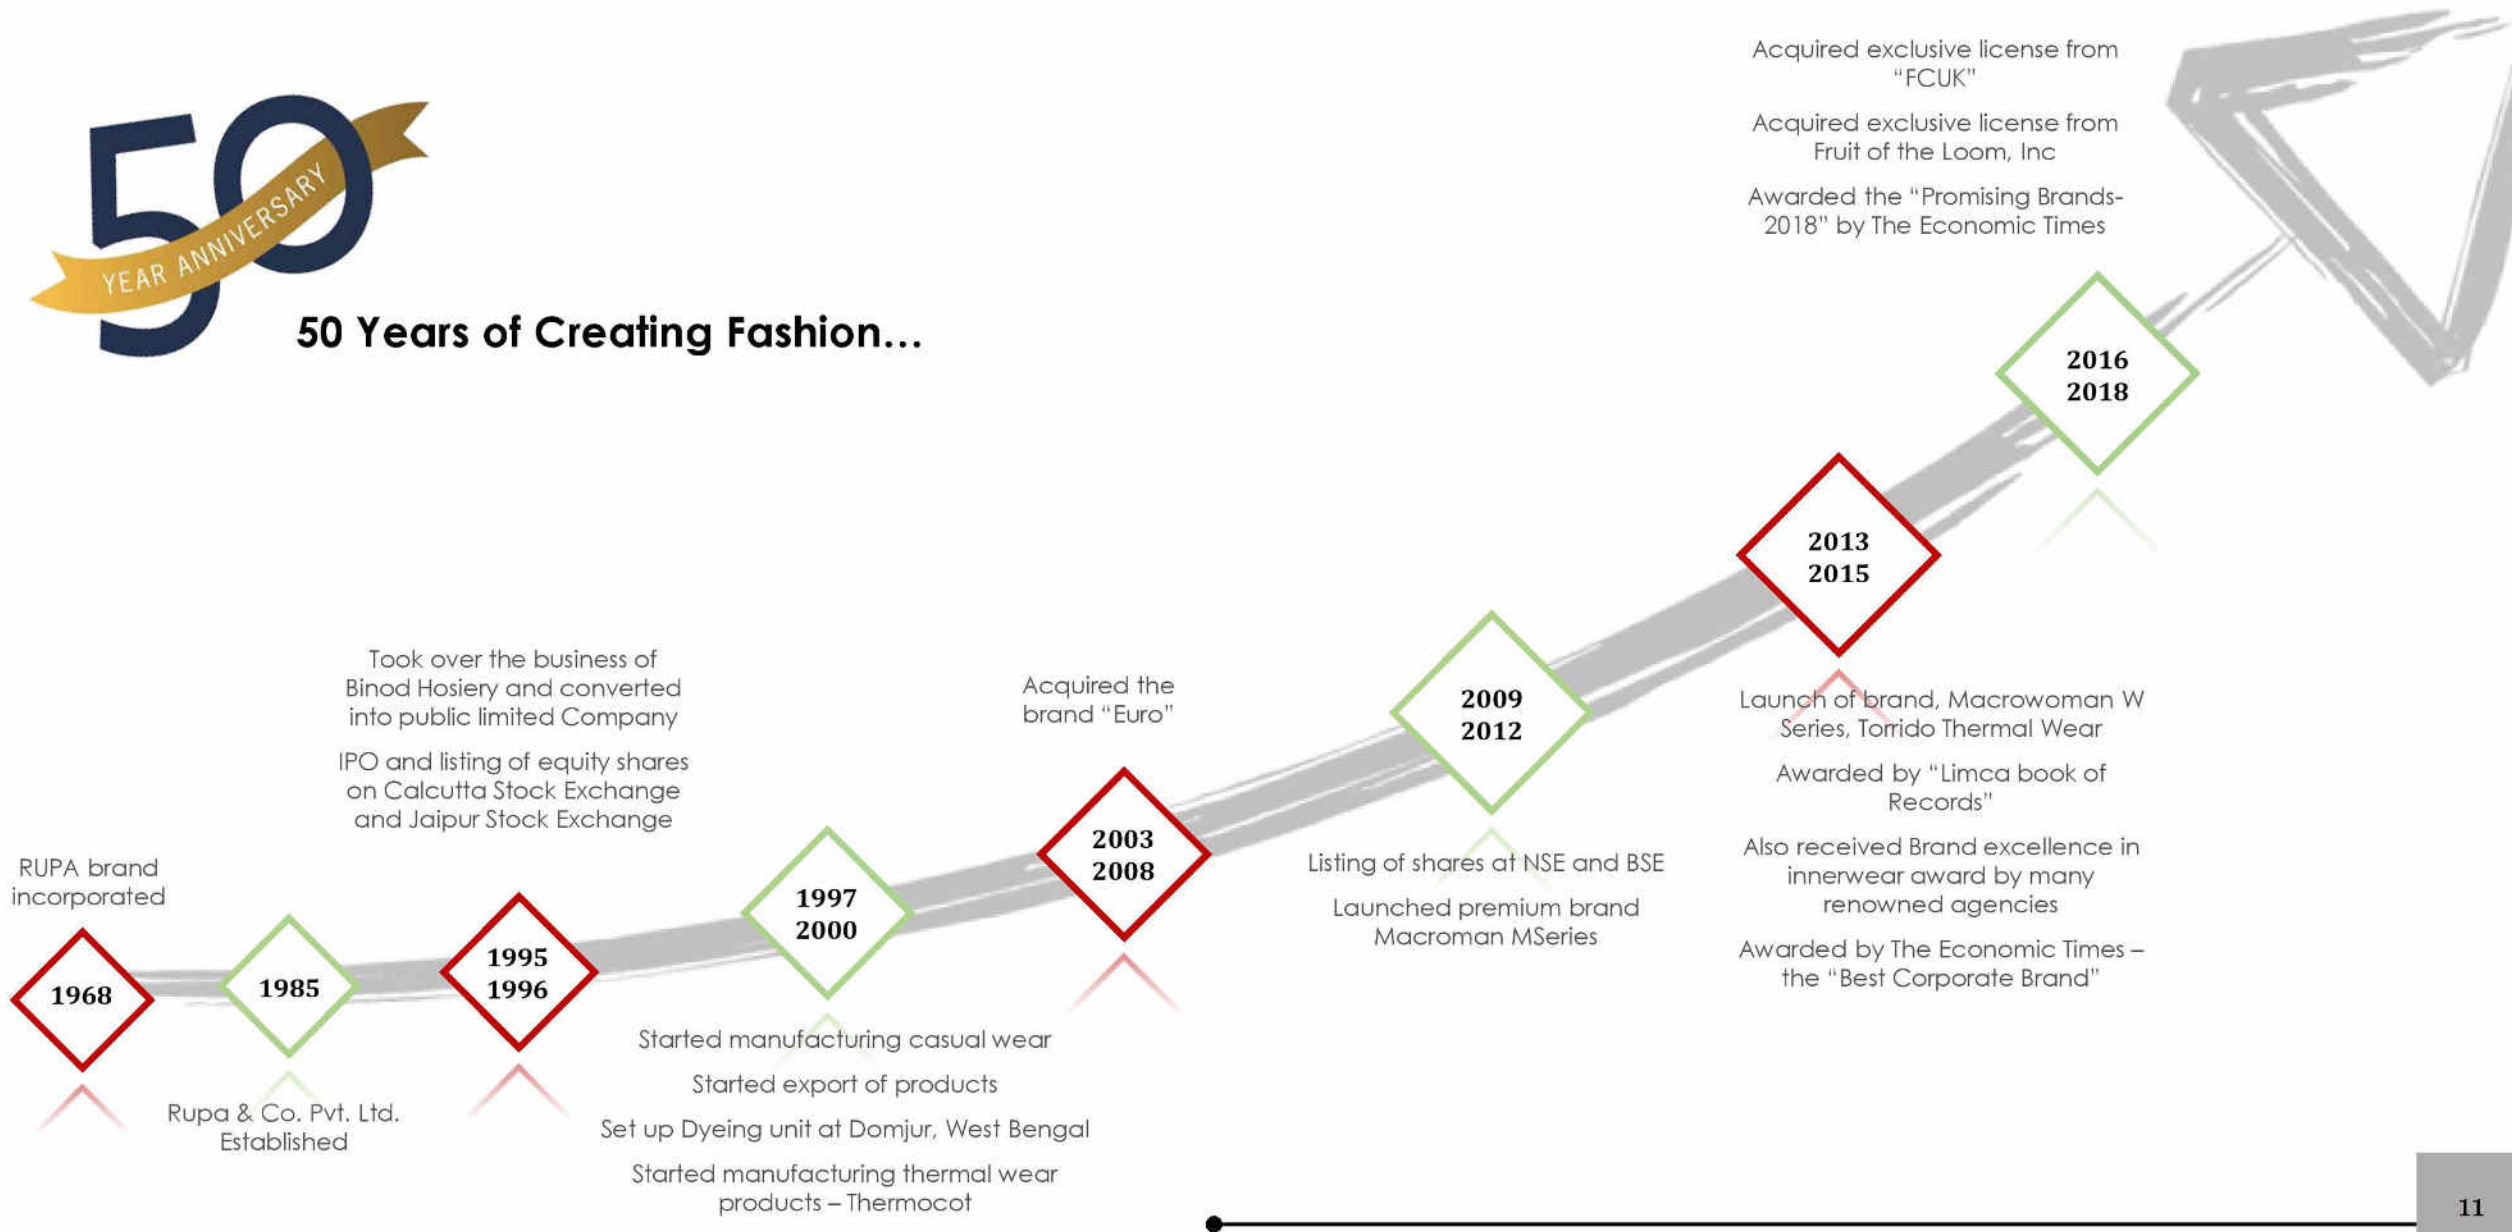 50
YEAR ANNIVERSARY
50 Years of Creating Fashion...
RUPA brand
incorporated
1968
1985
Rupa & Co. Pvt. Ltd.
Established
Took over the business of
Binod Hosiery and converted
into public limited Company
IPO and listing of equity shares
on Calcutta Stock Exchange
and Jaipur Stock Exchange
1995
1996
1997
2000
Started manufacturing casual wear
Started export of products
Set up Dyeing unit at Domjur, West Bengal
Started manufacturing thermal wear
products – Thermocot
Acquired the
brand “Euro”
2003
2008
2009
2012
Listing of shares at NSE and BSE
Launched premium brand
Macroman MSeries
2013
2015
Launch of brand, Macrowoman W
Series, Torrido Thermal Wear
Awarded by “Limca book of
Records”
Also received Brand excellence in
innerwear award by many
renowned agencies
Awarded by The Economic Times –
the “Best Corporate Brand”
Acquired exclusive license from
“FCUK”
Acquired exclusive license from
Fruit of the Loom, Inc
Awarded the “Promising Brands-
2018” by The Economic Times
2016
2018
11